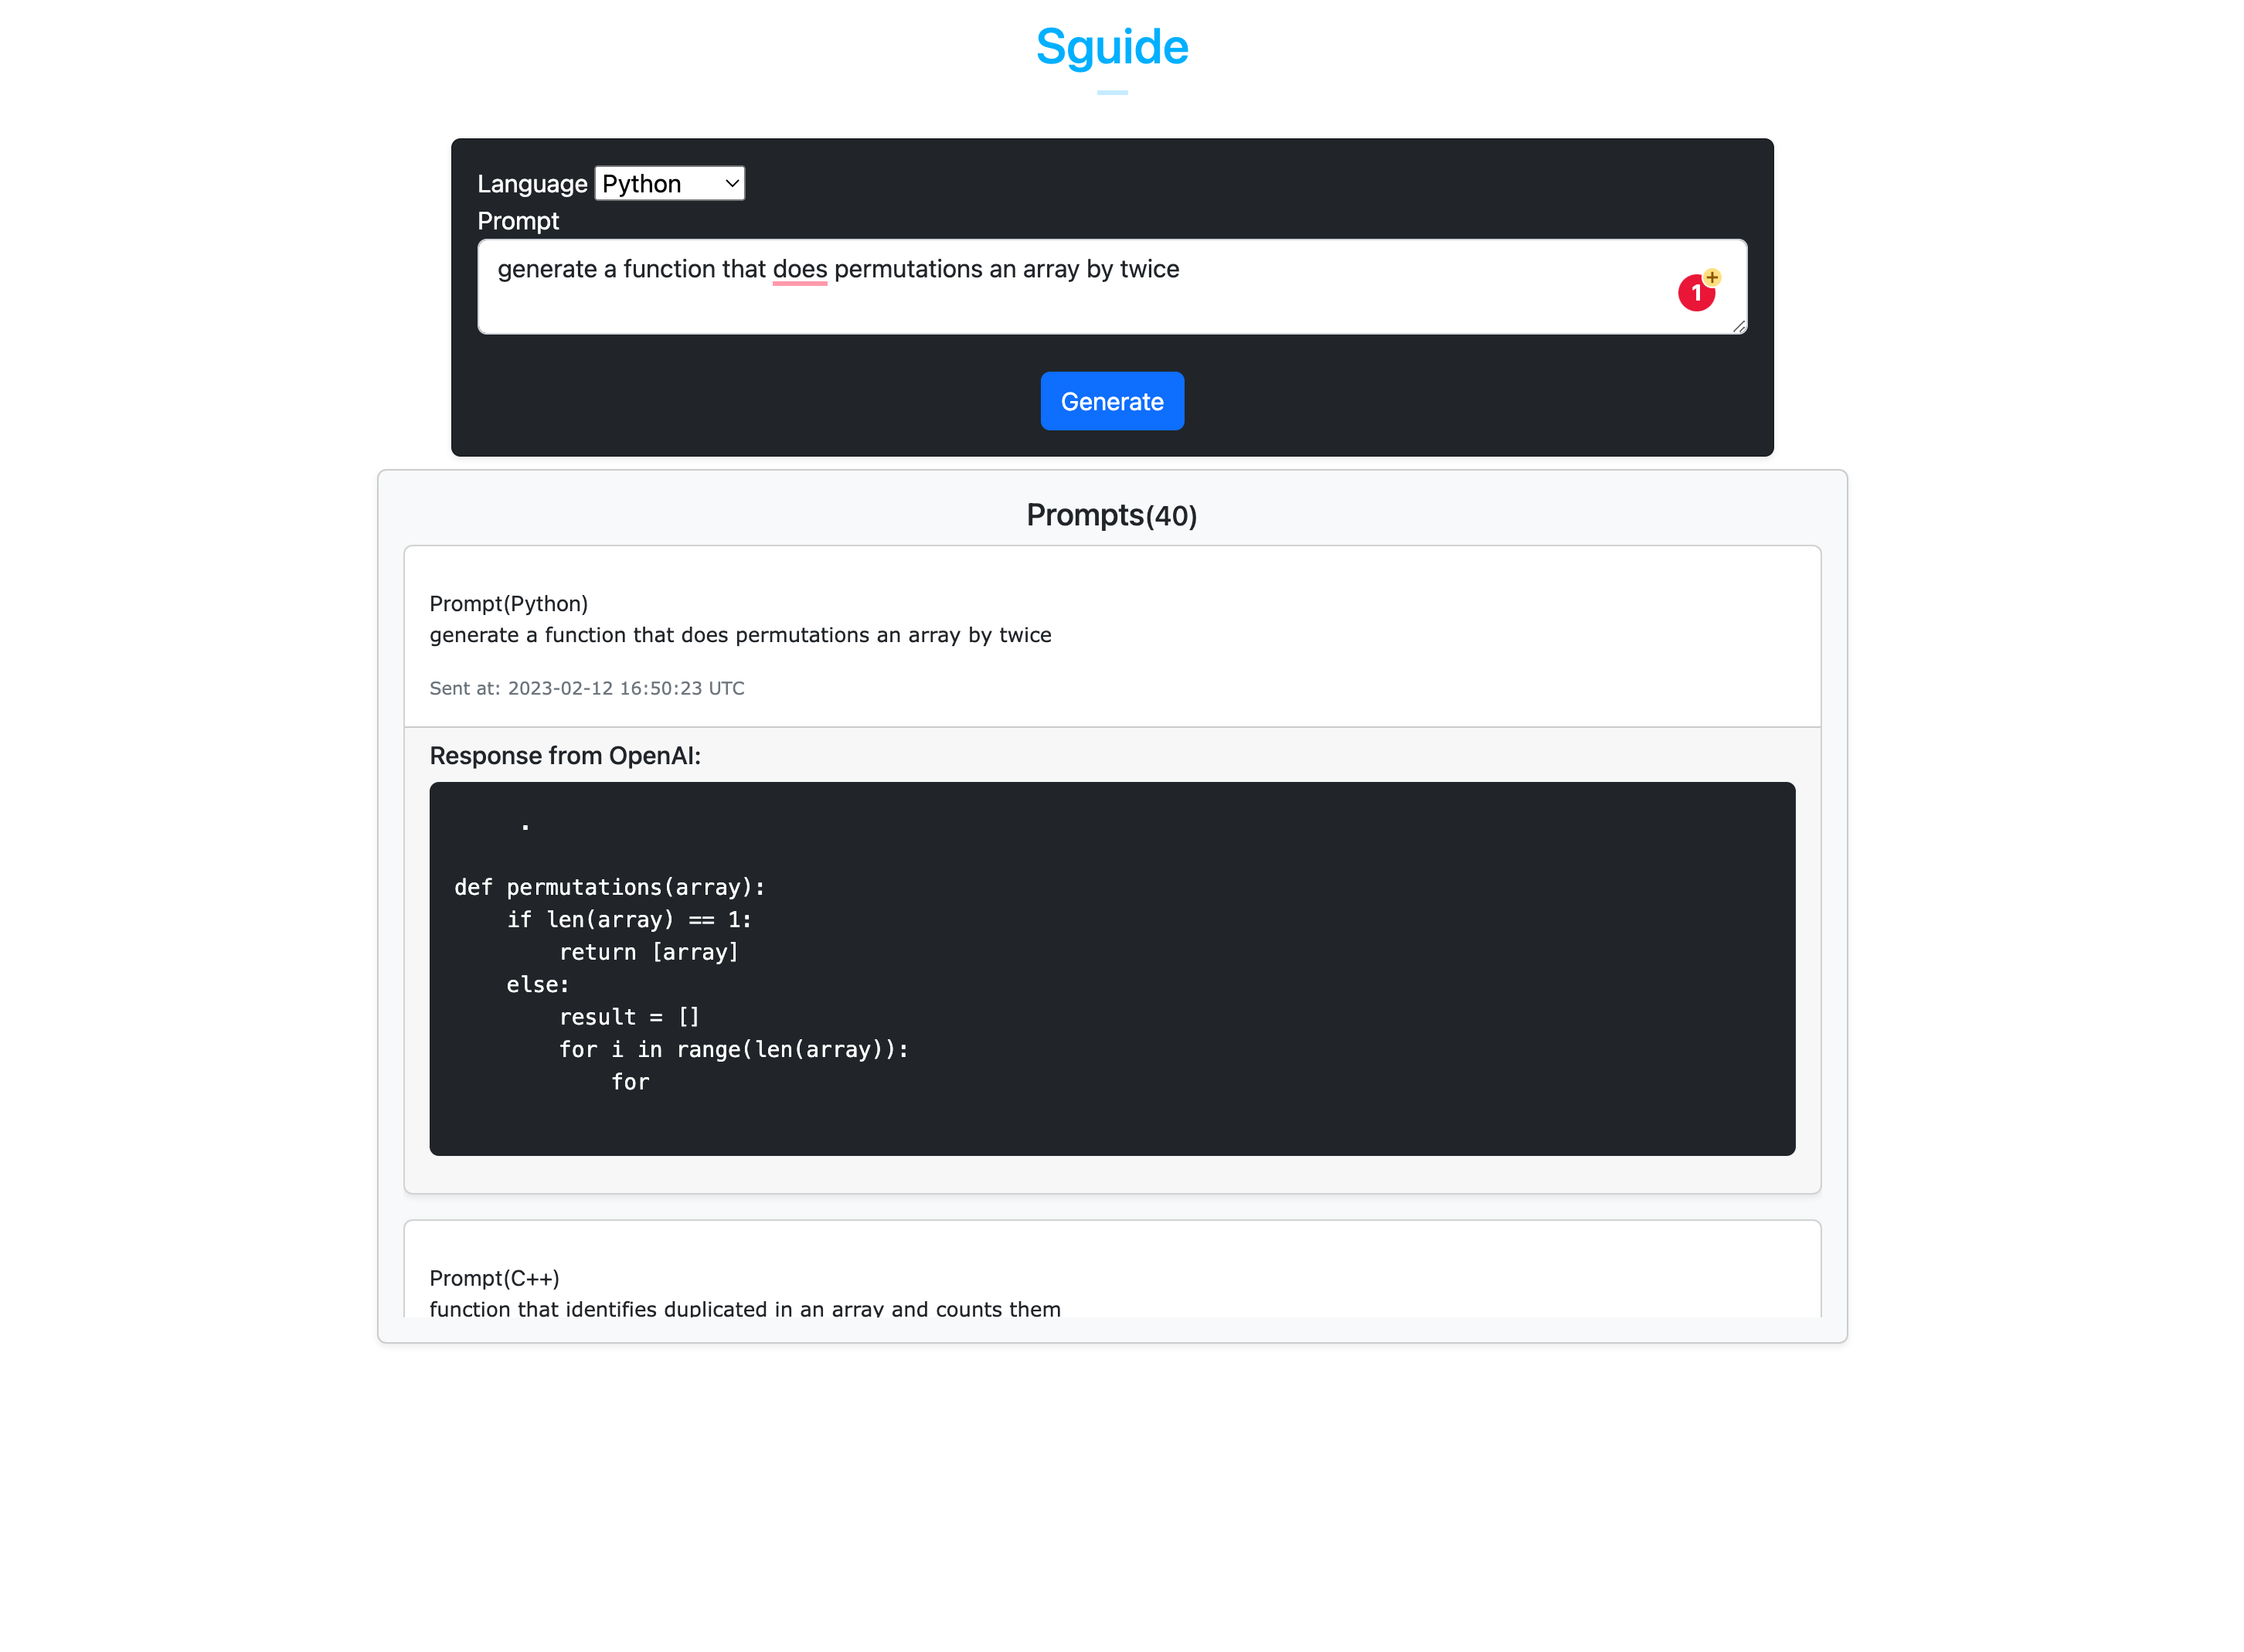 Sguide
Language Python
Prompt
generate a function that does permutations an array by twice
1
+
Generate
Prompts(40)
Prompt(Python)
generate a function that does permutations an array by twice
Sent at: 2023-02-12 16:50:23 UTC
Response from OpenAI:
.
def permutations(array):
    if len(array) == 1:
        return [array]
    else:
        result = []
        for i in range(len(array)):
            for
Prompt(C++)
function that identifies duplicated in an array and counts them